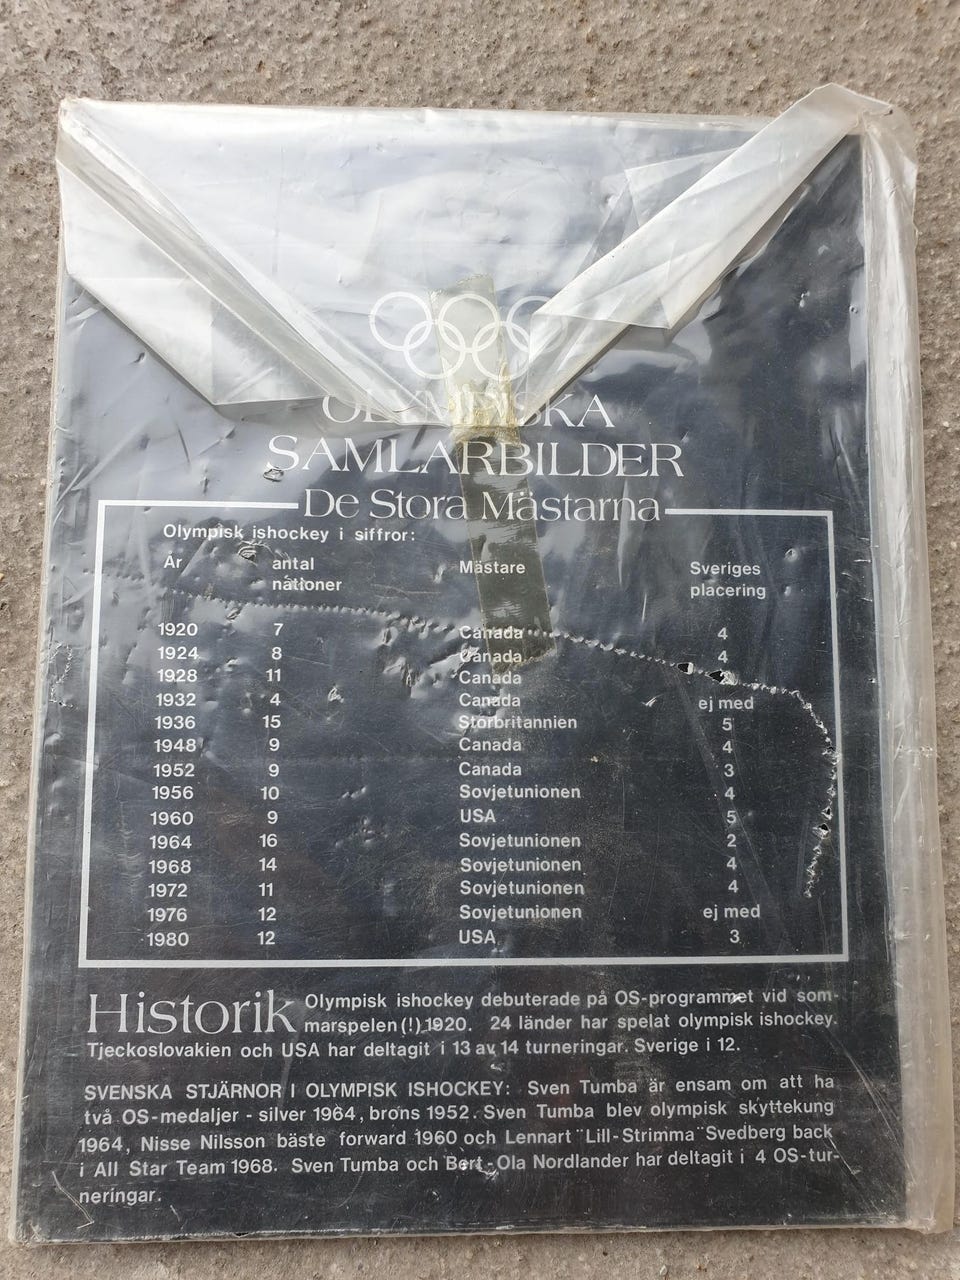 OLYMPISKA
SAMLARBILDER
De Stora Mästarna
Olympisk ishockey i siffror:
År antal nationer Mästare Sveriges placering
1920 7 Canada 4
1924 8 Canada 4
1928 11 Canada
1932 4 Canada ej med
1936 15 Storbritannien 5
1948 9 Canada 4
1952 9 Canada 3
1956 10 Sovjetunionen 4
1960 9 USA 5
1964 16 Sovjetunionen 2
1968 14 Sovjetunionen 4
1972 11 Sovjetunionen 4
1976 12 Sovjetunionen ej med
1980 12 USA 3
Historik Olympisk ishockey debuterade på OS-programmet vid som-
marspelen (!) 1920. 24 länder har spelat olympisk ishockey.
Tjeckoslovakien och USA har deltagit i 13 av 14 turneringar. Sverige i 12.
SVENSKA STJÄRNOR I OLYMPISK ISHOCKEY: Sven Tumba är ensam om att ha
två OS-medaljer - silver 1964, brons 1952. Sven Tumba blev olympisk skyttekung
1964, Nisse Nilsson bäste forward 1960 och Lennart "Lill-Strimma" Svedberg back
i All Star Team 1968. Sven Tumba och Bert-Ola Nordlander har deltagit i 4 OS-tur-
neringar.